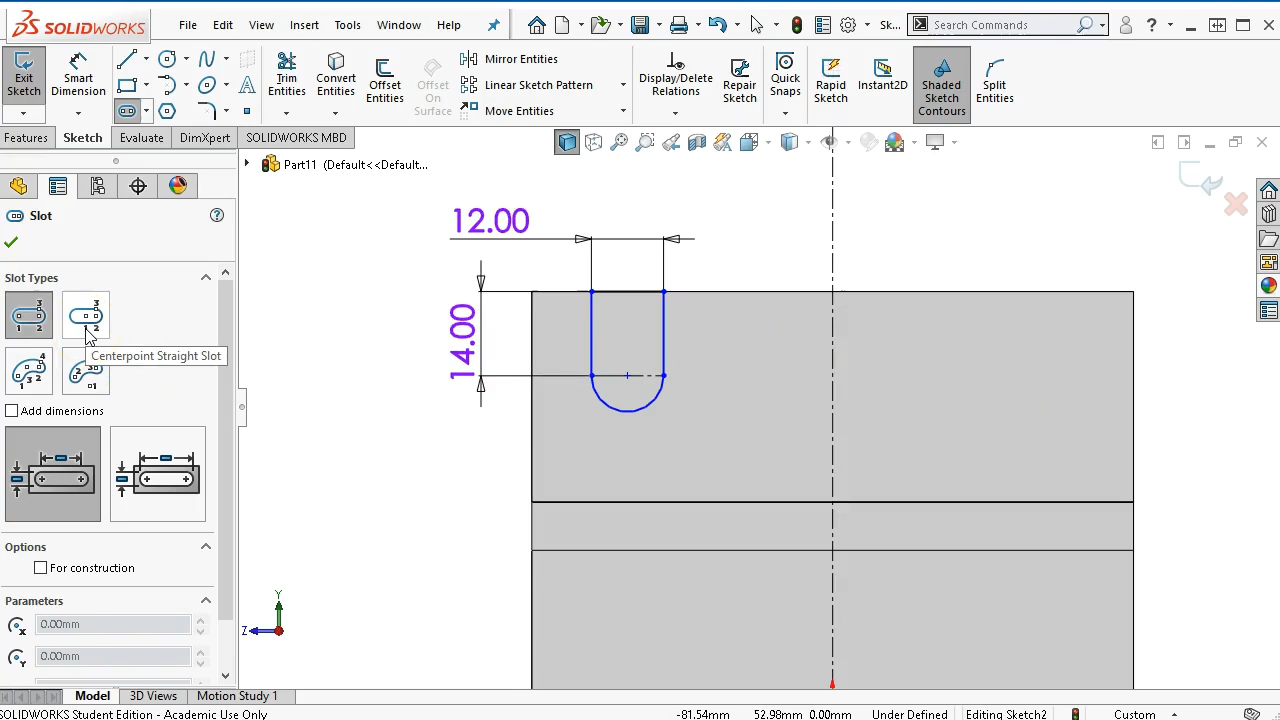 SOLIDWORKS
File Edit View Insert Tools Window Help
Sk...
Search Commands
Exit Sketch
Smart Dimension
Trim Entities
Convert Entities
Offset Entities
Offset On Surface
Mirror Entities
Linear Sketch Pattern
Move Entities
Display/Delete Relations
Repair Sketch
Quick Snaps
Rapid Sketch
Instant2D
Shaded Sketch Contours
Split Entities
Features Sketch Evaluate DimXpert SOLIDWORKS MBD
Part11 (Default<<Default...
Slot
Slot Types
Centerpoint Straight Slot
Add dimensions
Options
For construction
Parameters
0.00mm
0.00mm
12.00
14.00
Y
Z
Model 3D Views Motion Study 1
SOLIDWORKS Student Edition - Academic Use Only
-81.54mm 52.98mm 0.00mm Under Defined Editing Sketch2 Custom